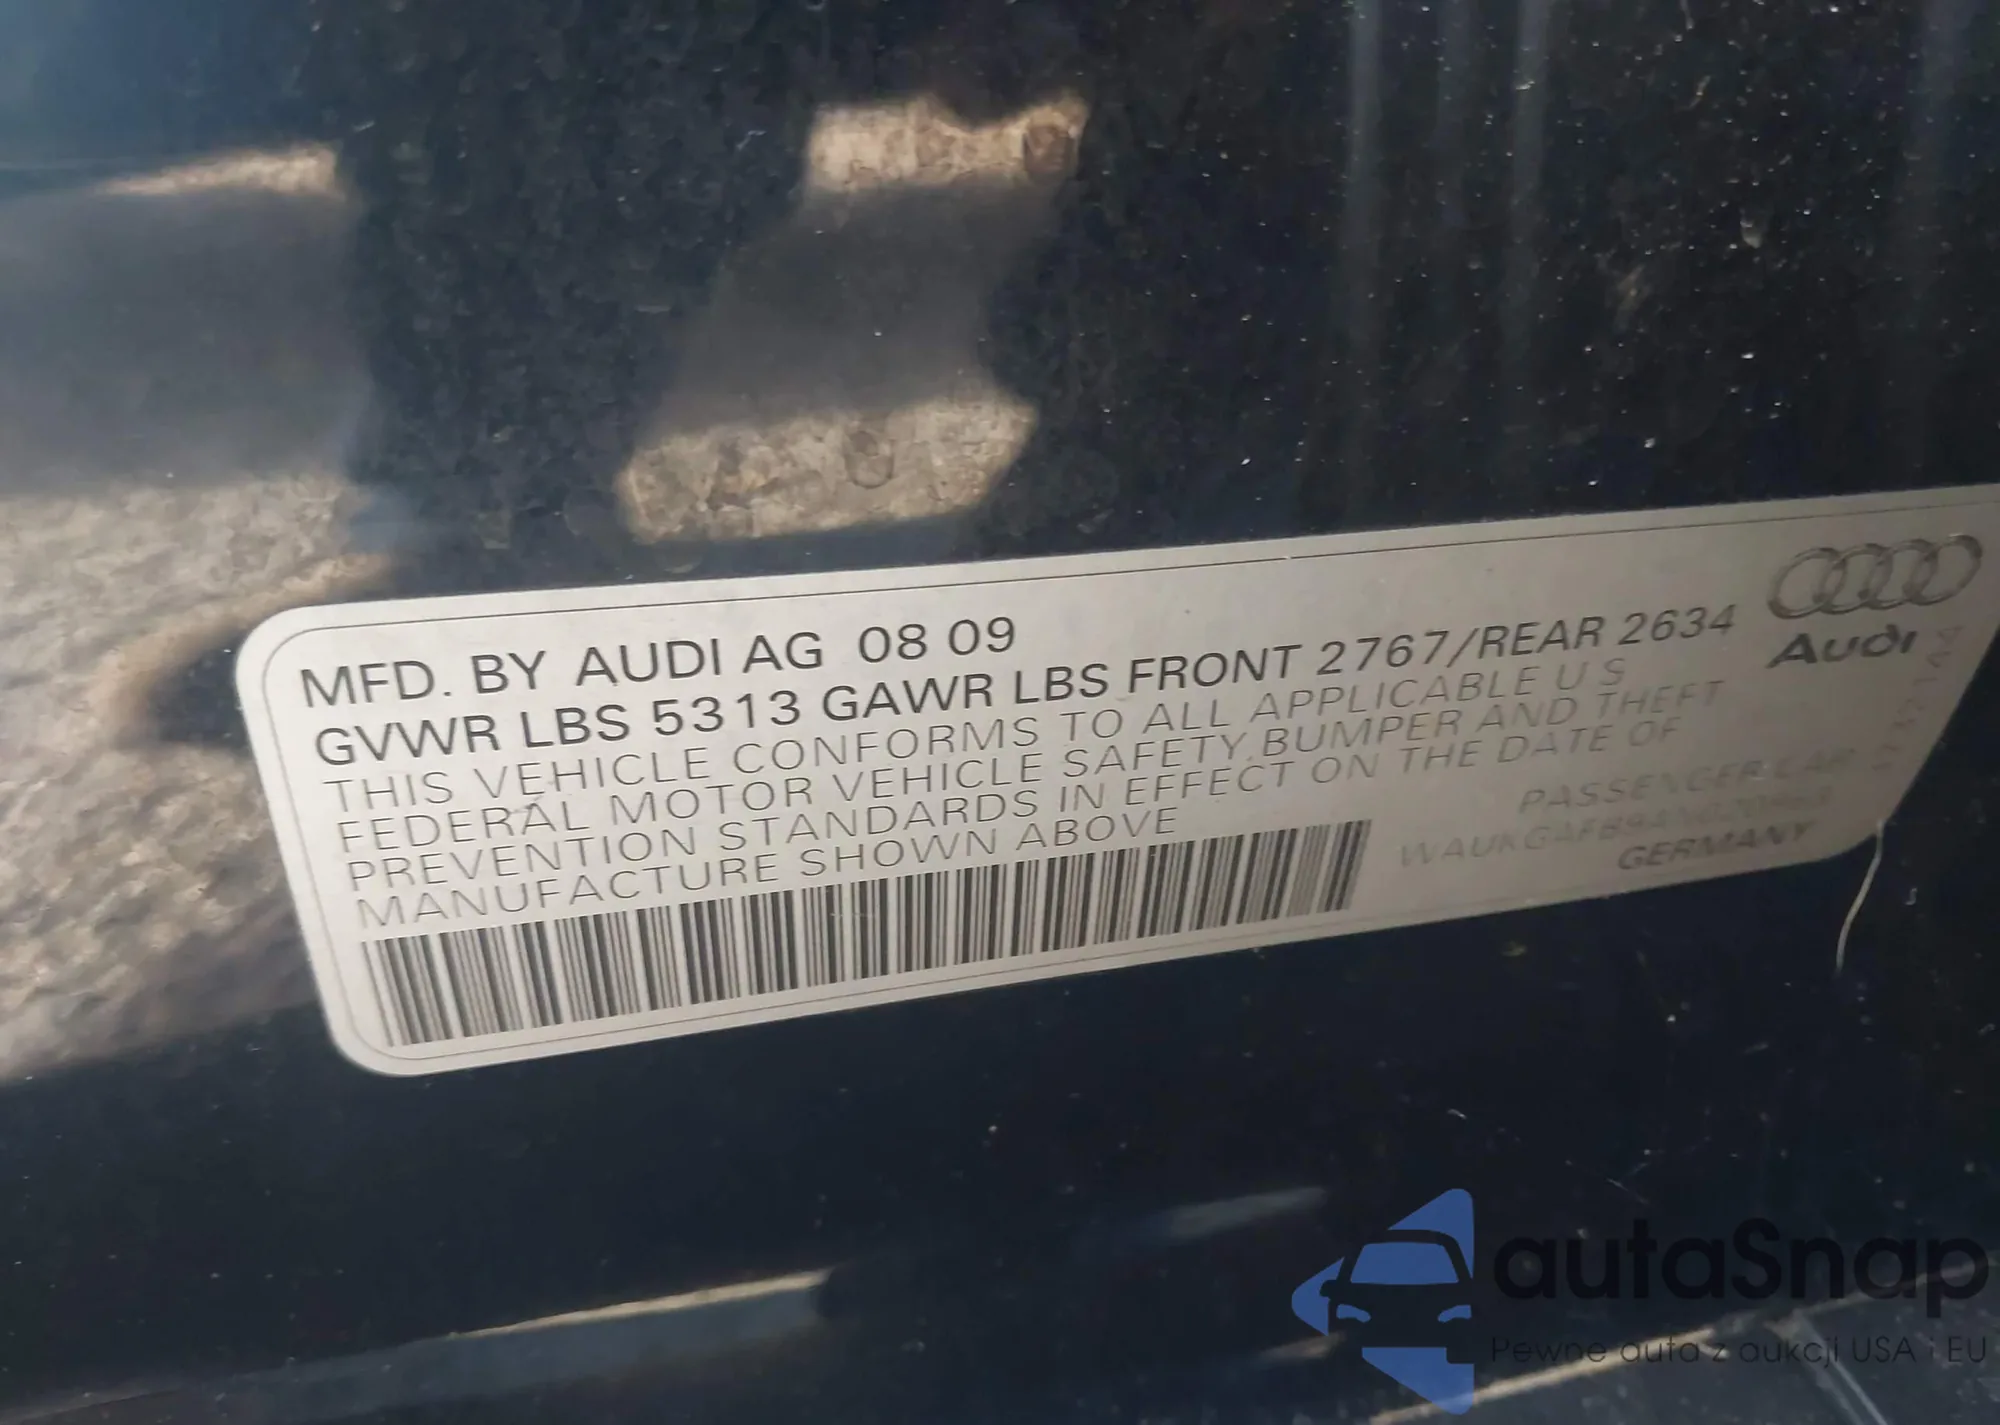 MFD. BY AUDI AG 08 09
GVWR LBS 5313 GAWR LBS FRONT 2767/REAR 2634
THIS VEHICLE CONFORMS TO ALL APPLICABLE U S
FEDERAL MOTOR VEHICLE SAFETY, BUMPER AND THEFT
PREVENTION STANDARDS IN EFFECT ON THE DATE OF
MANUFACTURE SHOWN ABOVE
Audi
PASSENGER CAR
GERMANY
autaSnap
Pewne auta z aukcji USA i EU